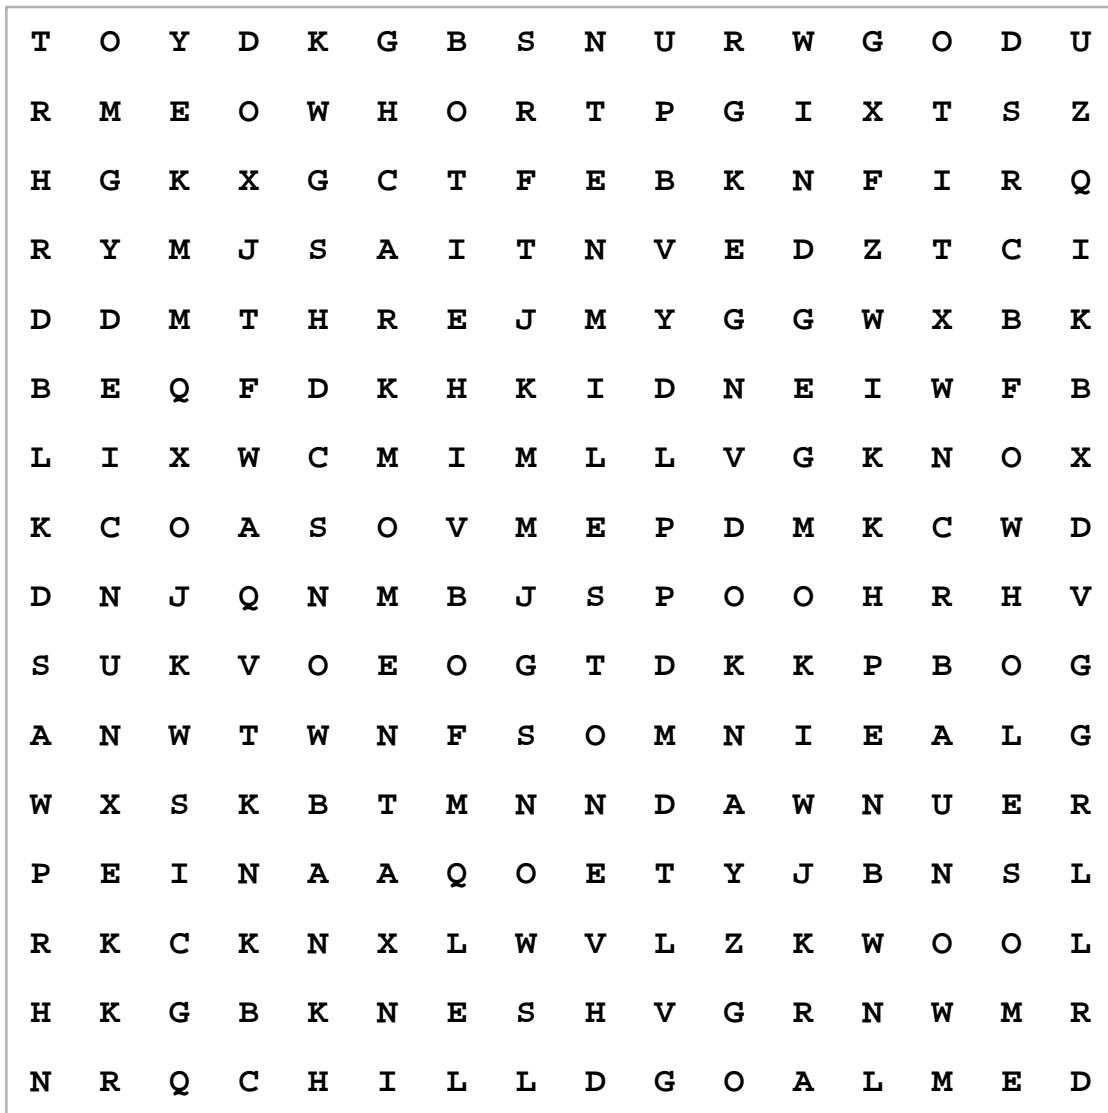 T O Y D K G B S N U R W G O D U
R M E O W H O R T P G I X T S Z
H G K X G C T F E B K N F I R Q
R Y M J S A I T N V E D Z T C I
D D M T H R E J M Y G G W X B K
B E Q F D K H K I D N E I W F B
L I X W C M I M L L V G K N O X
K C O A S O V M E P D M K C W D
D N J Q N M B J S P O O H R H V
S U K V O E O G T D K K P B O G
A N W T W N F S O M N I E A L G
W X S K B T M N N D A W N U E R
P E I N A A Q O E T Y J B N S L
R K C K N X L W V L Z K W O O L
H K G B K N E S H V G R N W M R
N R Q C H I L L D G O A L M E D